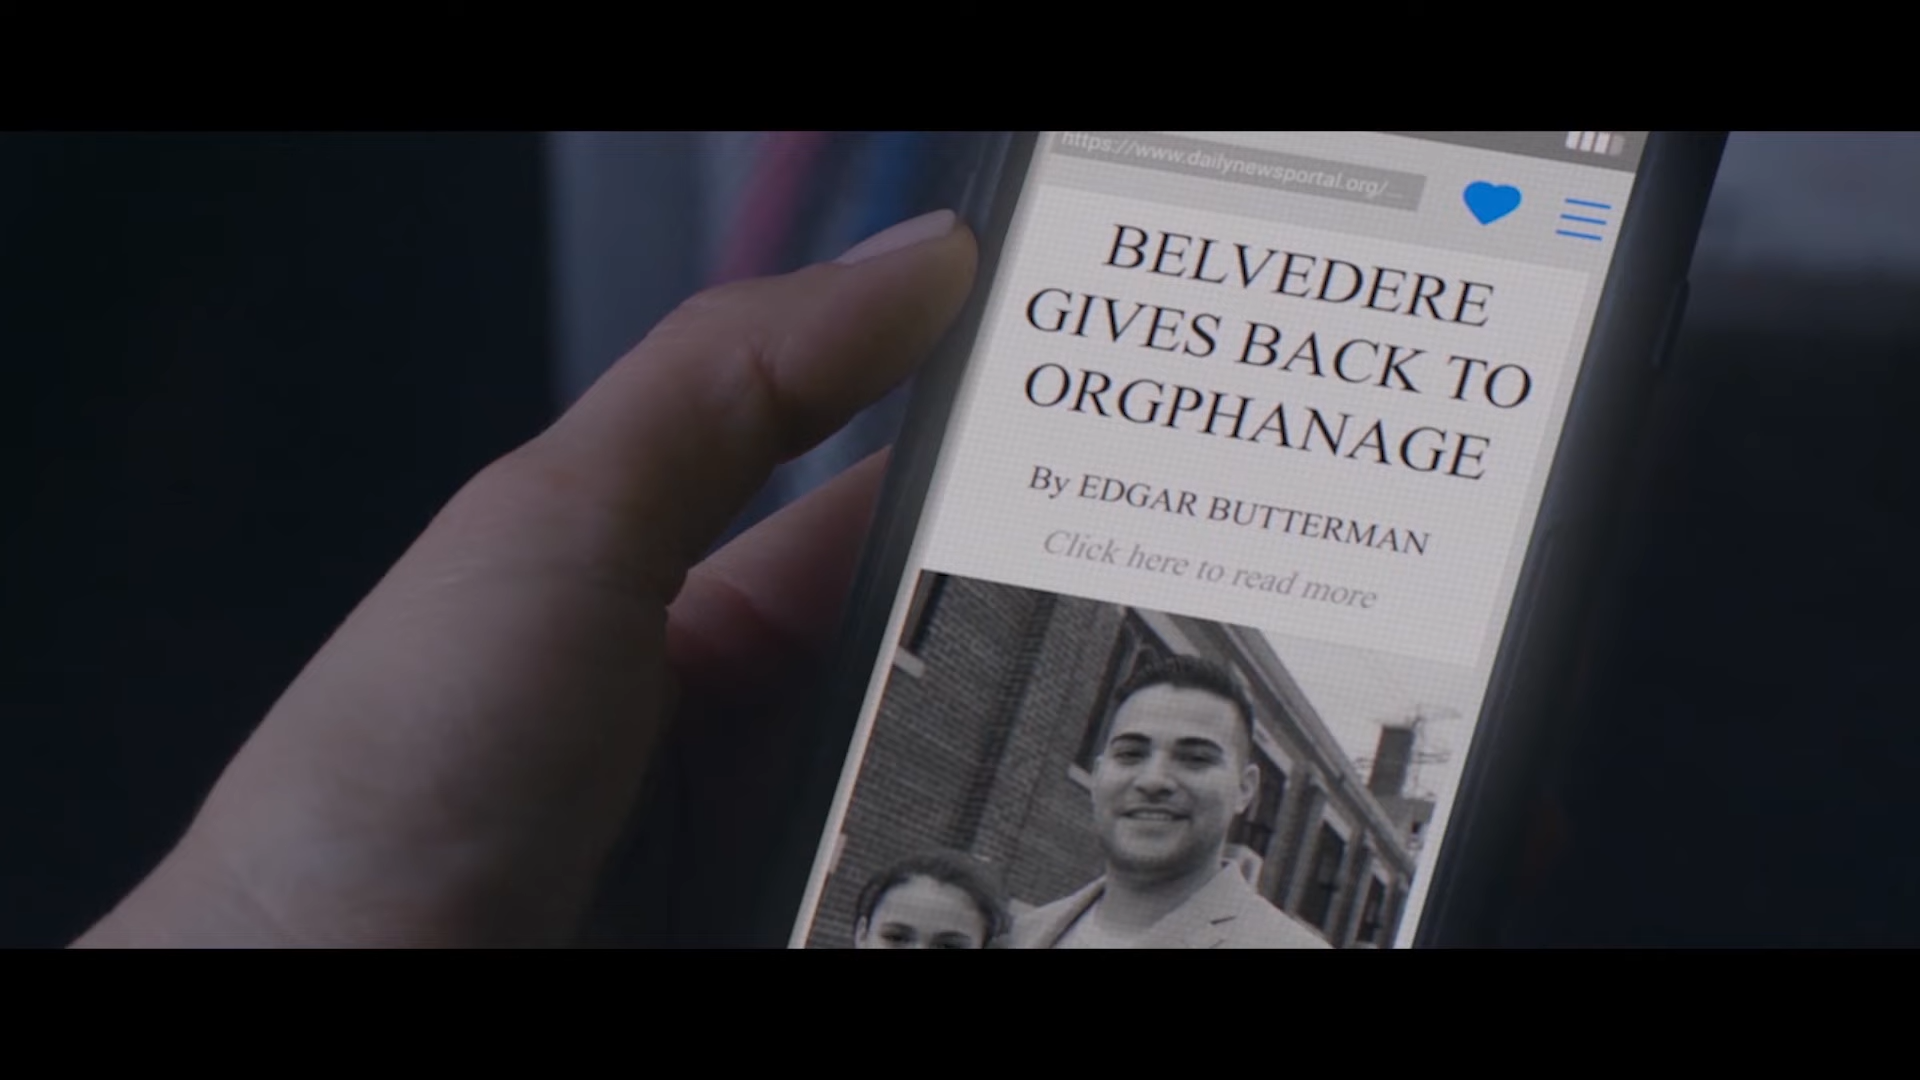 https://www.dailynewsportal.org/...
BELVEDERE
GIVES BACK TO
ORGPHANAGE
By EDGAR BUTTERMAN
Click here to read more